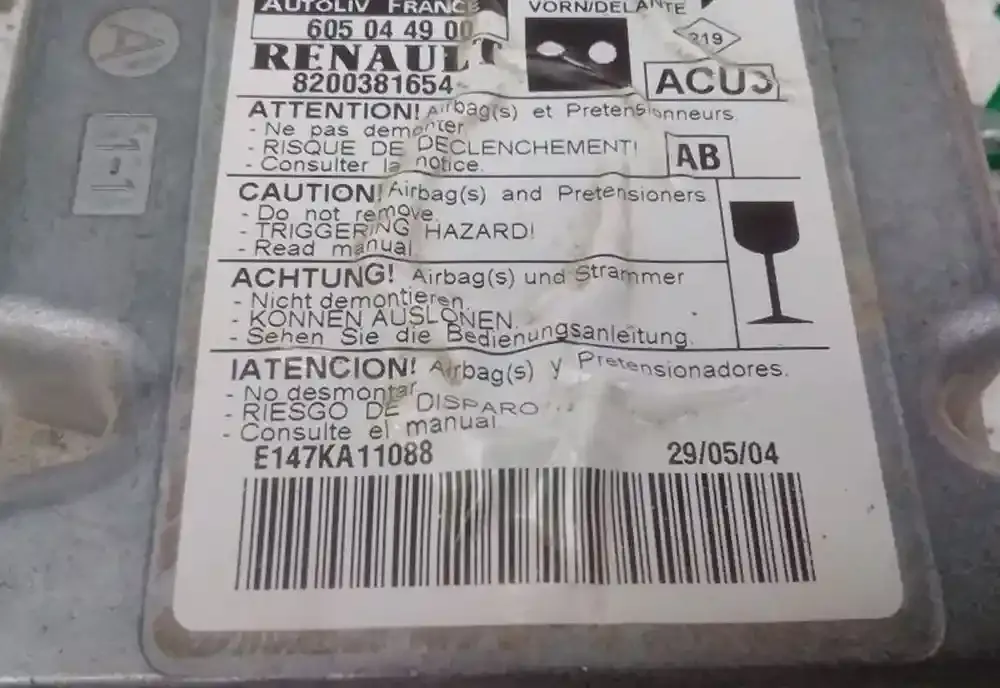 AUTOLIV FRANCE
VORN/DELANTE
605 04 49 00
219
RENAULT
8200381654
ACU3
ATTENTION! Airbag(s) et Pretensionneurs.
- Ne pas demonter.
- RISQUE DE DECLENCHEMENT!
- Consulter la notice.
AB
CAUTION! Airbag(s) and Pretensioners
- Do not remove.
- TRIGGERING HAZARD!
- Read manual.
ACHTUNG! Airbag(s) und Strammer
- Nicht demontieren.
- KONNEN AUSLONEN.
- Sehen Sie die Bedienungsanleitung.
IATENCION! Airbag(s) y Pretensionadores.
- No desmontar
- RIESGO DE DISPARO
- Consulte el manual.
E147KA11088
29/05/04